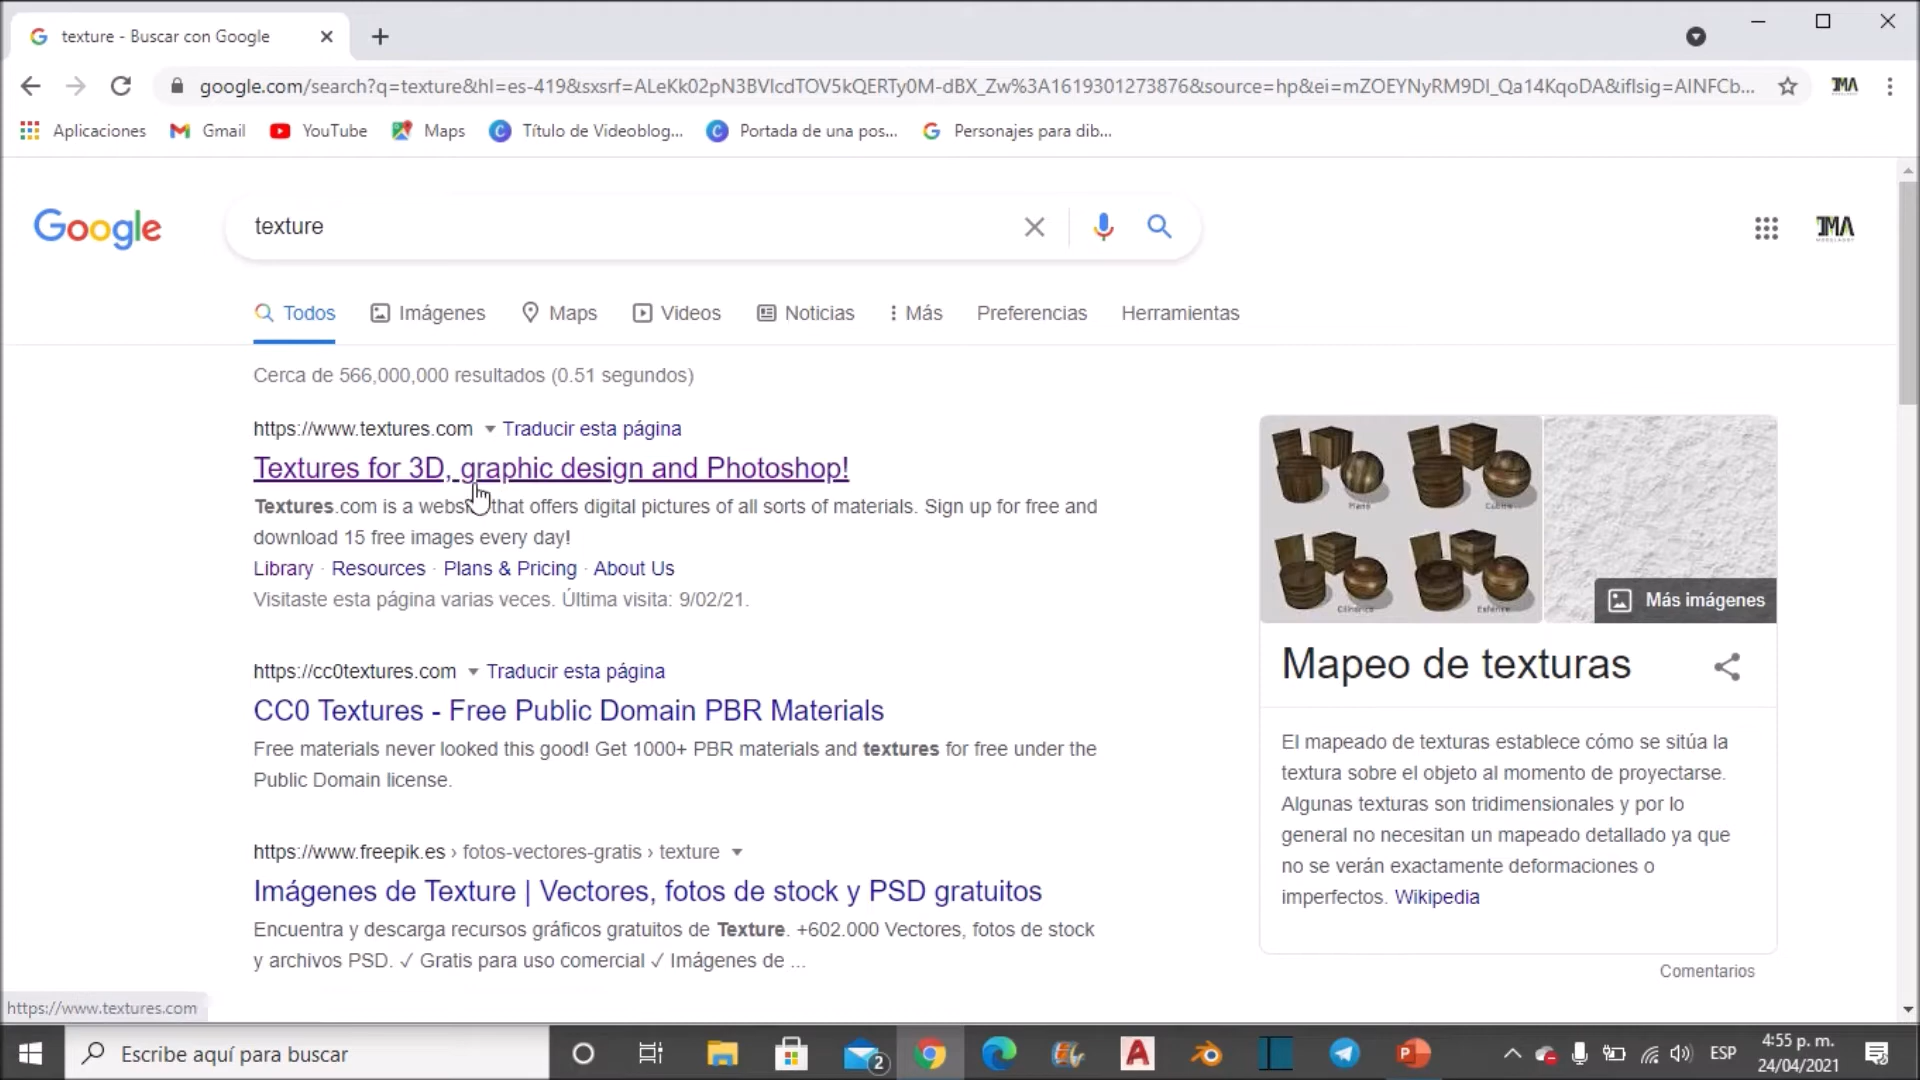 texture - Buscar con Google
google.com/search?q=texture&hl=es-419&sxsrf=ALeKk02pN3BVlcdTOV5kQERTy0M-dBX_Zw%3A1619301273876&source=hp&ei=mZOEYNyRM9Dl_Qa14KqoDA&iflsig=AINFCb...
JMA
Aplicaciones Gmail YouTube Maps Título de Videoblog... Portada de una pos... Personajes para dib...
Google texture JMA
Todos Imágenes Maps Videos Noticias Más Preferencias Herramientas
Cerca de 566,000,000 resultados (0.51 segundos)
https://www.textures.com Traducir esta página
Textures for 3D, graphic design and Photoshop!
Textures.com is a website that offers digital pictures of all sorts of materials. Sign up for free and
download 15 free images every day!
Library · Resources · Plans & Pricing · About Us
Visitaste esta página varias veces. Última visita: 9/02/21.
https://cc0textures.com Traducir esta página
CC0 Textures - Free Public Domain PBR Materials
Free materials never looked this good! Get 1000+ PBR materials and textures for free under the
Public Domain license.
https://www.freepik.es › fotos-vectores-gratis › texture
Imágenes de Texture | Vectores, fotos de stock y PSD gratuitos
Encuentra y descarga recursos gráficos gratuitos de Texture. +602.000 Vectores, fotos de stock
y archivos PSD. ✓ Gratis para uso comercial ✓ Imágenes de ...
Más imágenes
Mapeo de texturas
El mapeado de texturas establece cómo se sitúa la
textura sobre el objeto al momento de proyectarse.
Algunas texturas son tridimensionales y por lo
general no necesitan un mapeado detallado ya que
no se verán exactamente deformaciones o
imperfectos. Wikipedia
Comentarios
https://www.textures.com
Escribe aquí para buscar
2
ESP
4:55 p. m.
24/04/2021